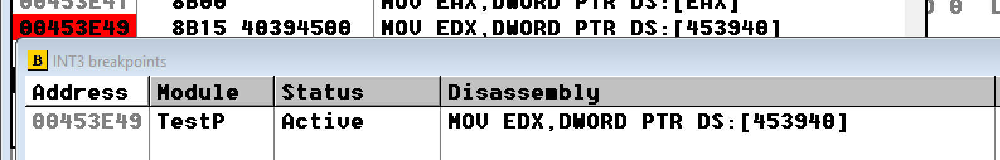 00453E41 8B00 MOV EAX,DWORD PTR DS:[EAX]
00453E49 8B15 40394500 MOV EDX,DWORD PTR DS:[453940]
B INT3 breakpoints
Address Module Status Disassembly
00453E49 TestP Active MOV EDX,DWORD PTR DS:[453940]